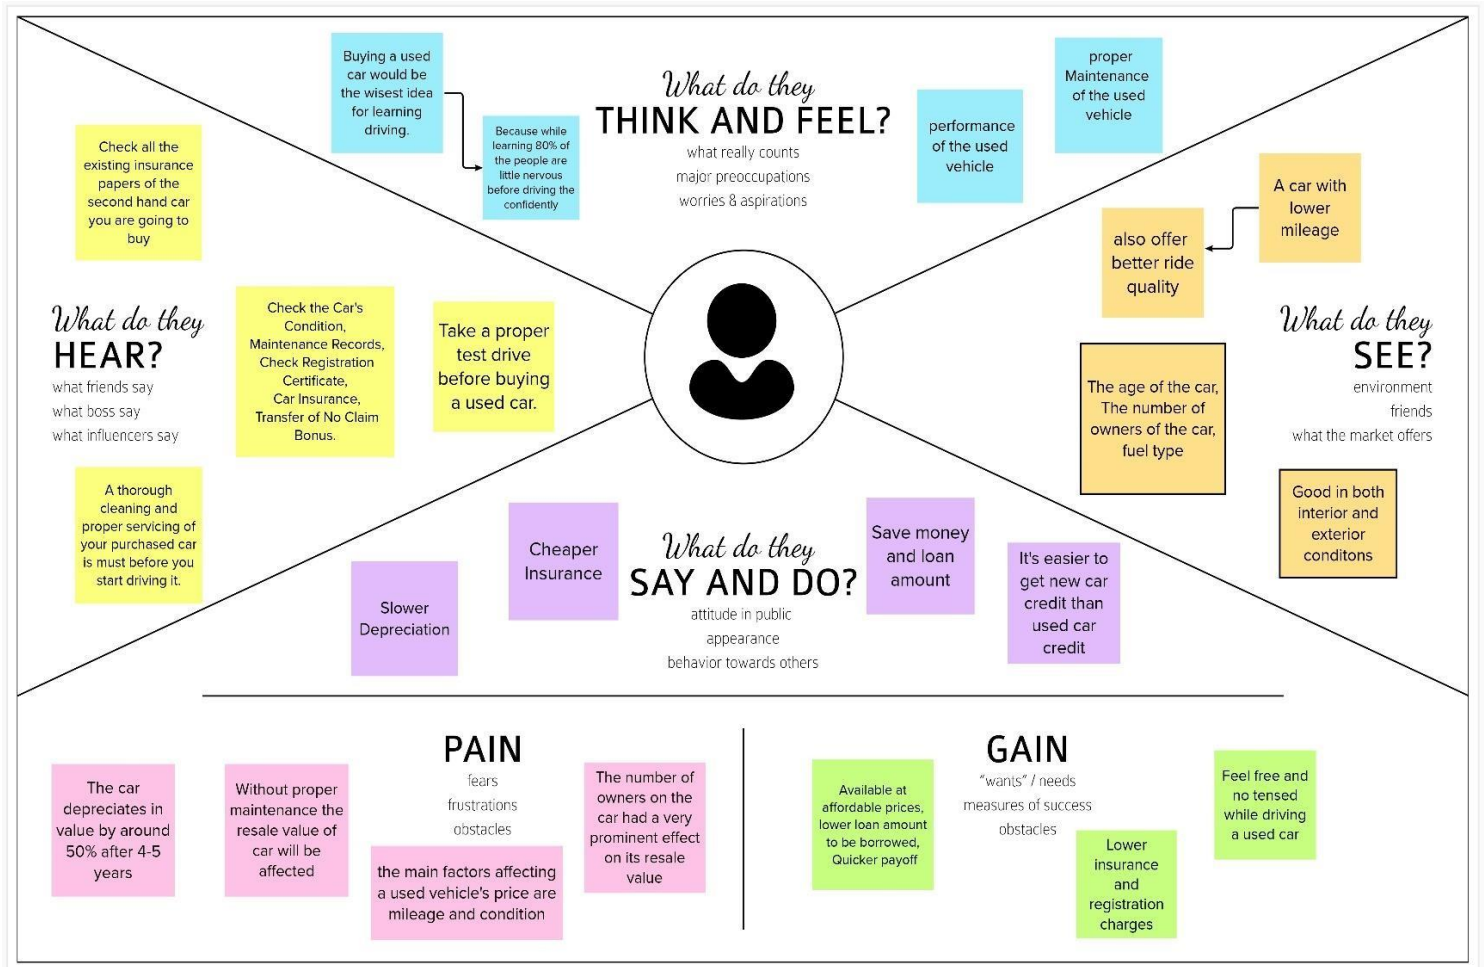 Buying a used
car would be
the wisest idea
for learning
driving.
Because while
learning 80% of
the people are
little nervous
before driving the
confidently
What do they
THINK AND FEEL?
what really counts
major preoccupations
worries & aspirations
performance
of the used
vehicle
proper
Maintenance
of the used
vehicle
Check all the
existing insurance
papers of the
second hand car
you are going to
buy
What do they
HEAR?
what friends say
what boss say
what influencers say
Check the Car's
Condition,
Maintenance Records,
Check Registration
Certificate,
Car Insurance,
Transfer of No Claim
Bonus.
Take a proper
test drive
before buying
a used car.
A thorough
cleaning and
proper servicing of
your purchased car
is must before you
start driving it.
A car with
lower
mileage
also offer
better ride
quality
What do they
SEE?
environment
friends
what the market offers
The age of the car,
The number of
owners of the car,
fuel type
Good in both
interior and
exterior
conditons
Slower
Depreciation
Cheaper
Insurance
What do they
SAY AND DO?
attitude in public
appearance
behavior towards others
Save money
and loan
amount
It's easier to
get new car
credit than
used car
credit
PAIN
fears
frustrations
obstacles
The car
depreciates in
value by around
50% after 4-5
years
Without proper
maintenance the
resale value of
car will be
affected
the main factors affecting
a used vehicle's price are
mileage and condition
The number of
owners on the
car had a very
prominent effect
on its resale
value
GAIN
"wants" / needs
measures of success
obstacles
Available at
affordable prices,
lower loan amount
to be borrowed,
Quicker payoff
Lower
insurance
and
registration
charges
Feel free and
no tensed
while driving
a used car